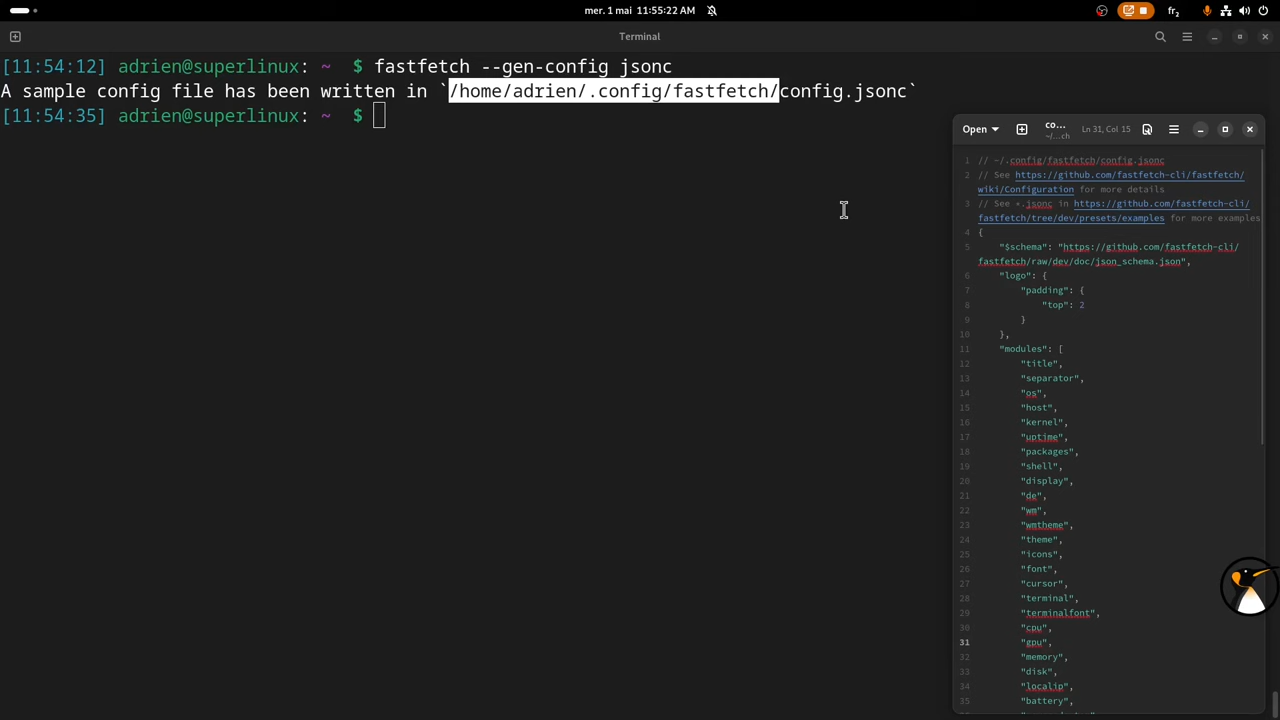 mer. 1 mai 11:55:22 AM
fr₂
Terminal
[11:54:12] adrien@superlinux: ~ $ fastfetch --gen-config jsonc
A sample config file has been written in `/home/adrien/.config/fastfetch/config.jsonc`
[11:54:35] adrien@superlinux: ~ $
Open
co...
~/...ch
Ln 31, Col 15
1 // ~/.config/fastfetch/config.jsonc
2 // See https://github.com/fastfetch-cli/fastfetch/
wiki/Configuration for more details
3 // See *.jsonc in https://github.com/fastfetch-cli/
fastfetch/tree/dev/presets/examples for more examples
4 {
5 "$schema": "https://github.com/fastfetch-cli/
fastfetch/raw/dev/doc/json_schema.json",
6 "logo": {
7 "padding": {
8 "top": 2
9 }
10 },
11 "modules": [
12 "title",
13 "separator",
14 "os",
15 "host",
16 "kernel",
17 "uptime",
18 "packages",
19 "shell",
20 "display",
21 "de",
22 "wm",
23 "wmtheme",
24 "theme",
25 "icons",
26 "font",
27 "cursor",
28 "terminal",
29 "terminalfont",
30 "cpu",
31 "gpu",
32 "memory",
33 "disk",
34 "localip",
35 "battery",